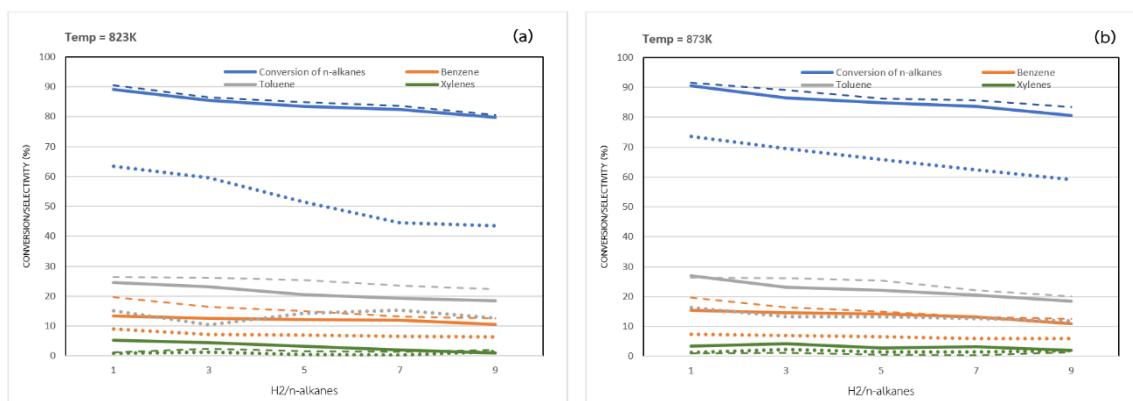 Temp = 823K
(a)
Conversion of n-alkanes
Benzene
Toluene
Xylenes
CONVERSION/SELECTIVITY (%)
100
90
80
70
60
50
40
30
20
10
0
1 3 5 7 9
H2/n-alkanes
Temp = 873K
(b)
Conversion of n-alkanes
Benzene
Toluene
Xylenes
CONVERSION/SELECTIVITY (%)
100
90
80
70
60
50
40
30
20
10
0
1 3 5 7 9
H2/n-alkanes